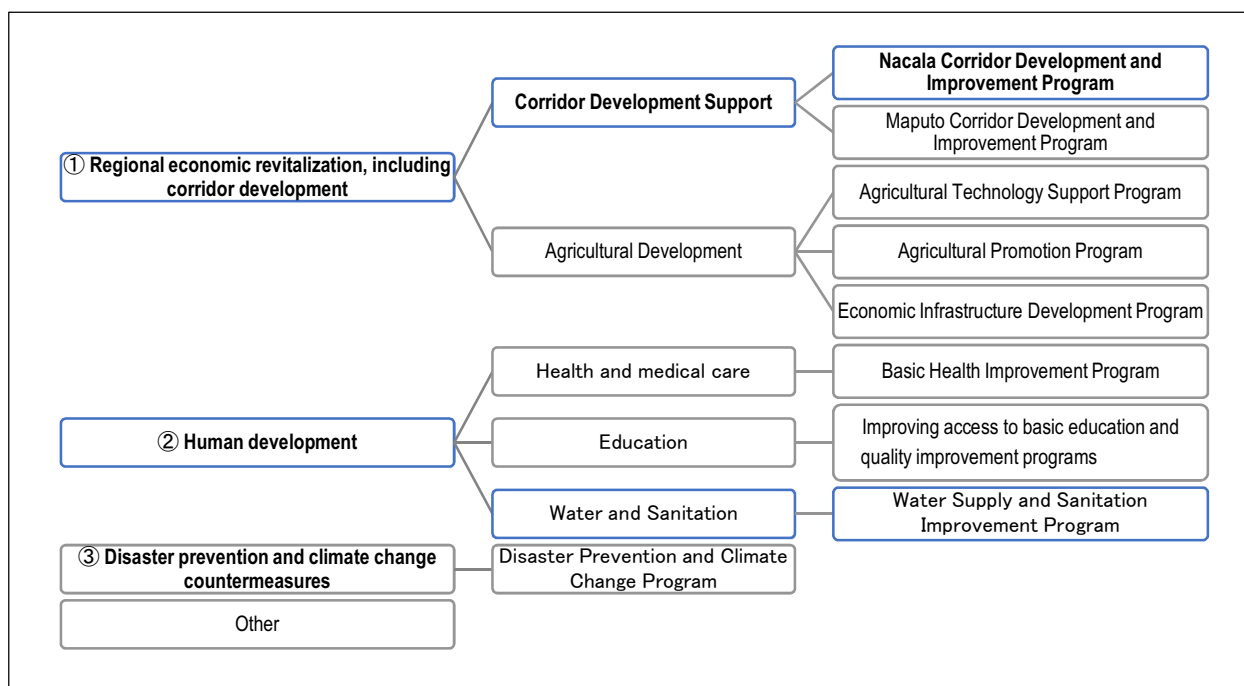 ① Regional economic revitalization, including
corridor development
Corridor Development Support
Nacala Corridor Development and
Improvement Program
Maputo Corridor Development and
Improvement Program
Agricultural Development
Agricultural Technology Support Program
Agricultural Promotion Program
Economic Infrastructure Development Program
② Human development
Health and medical care
Basic Health Improvement Program
Education
Improving access to basic education and
quality improvement programs
Water and Sanitation
Water Supply and Sanitation
Improvement Program
③ Disaster prevention and climate change
countermeasures
Disaster Prevention and Climate
Change Program
Other